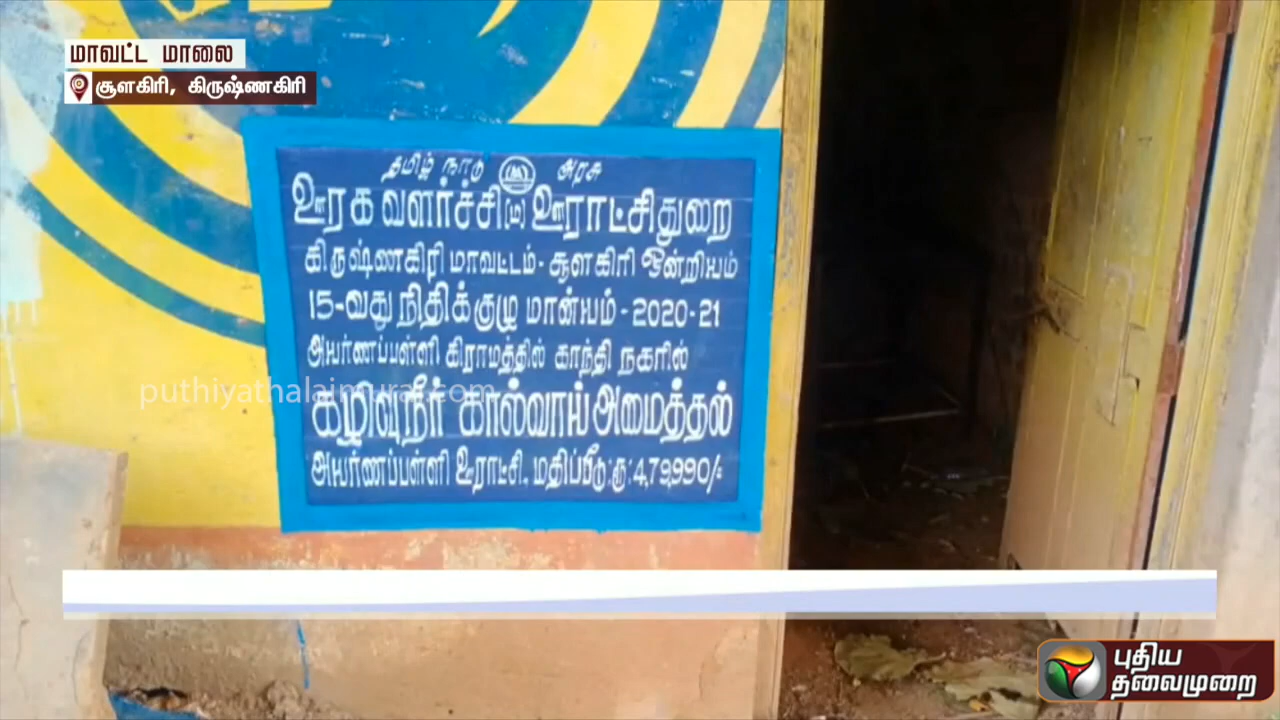 மாவட்ட மாலை
சூளகிரி, கிருஷ்ணகிரி
தமிழ் நாடு அரசு
ஊரக வளர்ச்சி (ம) ஊராட்சிதுறை
கிருஷ்ணகிரி மாவட்டம் - சூளகிரி ஒன்றியம்
15-வது நிதிக்குழு மான்யம் - 2020-21
அயர்ணப்பள்ளி கிராமத்தில் காந்தி நகரில்
puthiyathalaimurai.com
கழிவுநீர் கால்வாய் அமைத்தல்
அயர்ணப்பள்ளி ஊராட்சி., மதிப்பீடு:ரூ:4,79,990/-
புதிய
தலைமுறை